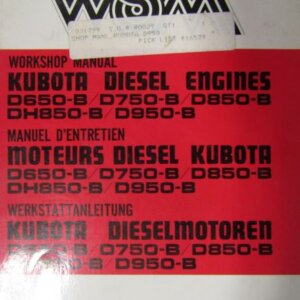 WSM
WORKSHOP MANUAL
KUBOTA DIESEL ENGINES
D650-B / D750-B / D850-B
DH850-B / D950-B
MANUEL D'ENTRETIEN
MOTEURS DIESEL KUBOTA
D650-B / D750-B / D850-B
DH850-B / D950-B
WERKSTATTANLEITUNG
KUBOTA DIESELMOTOREN
D750-B / D850-B
D950-B